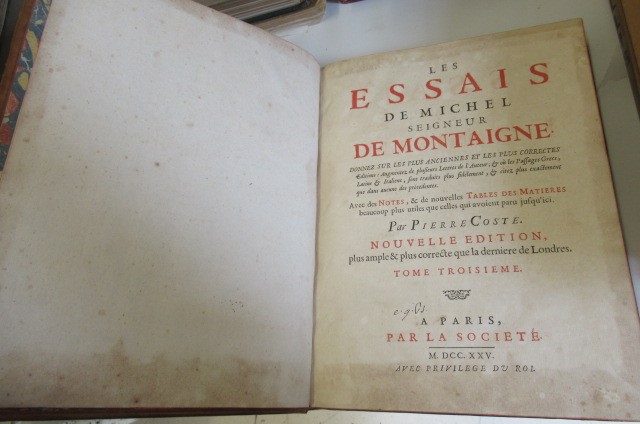 LES
ESSAIS
DE MICHEL
SEIGNEUR
DE MONTAIGNE.
DONNEZ SUR LES PLUS ANCIENNES ET LES PLUS CORRECTES
Editions: Augmentez de plusieurs Lettres de l'Auteur; & où les Passages Grecs,
Latins & Italiens, sont traduits plus fidellement, & citez plus exactement
que dans aucune des précédentes.
Avec des NOTES, & de nouvelles TABLES DES MATIERES
beaucoup plus utiles que celles qui avoient paru jusqu'ici.
Par PIERRE COSTE.
NOUVELLE EDITION,
plus ample & plus correcte que la derniere de Londres.
TOME TROISIEME.
A PARIS,
PAR LA SOCIETÉ.
M. DCC. XXV.
AVEC PRIVILEGE DU ROI.